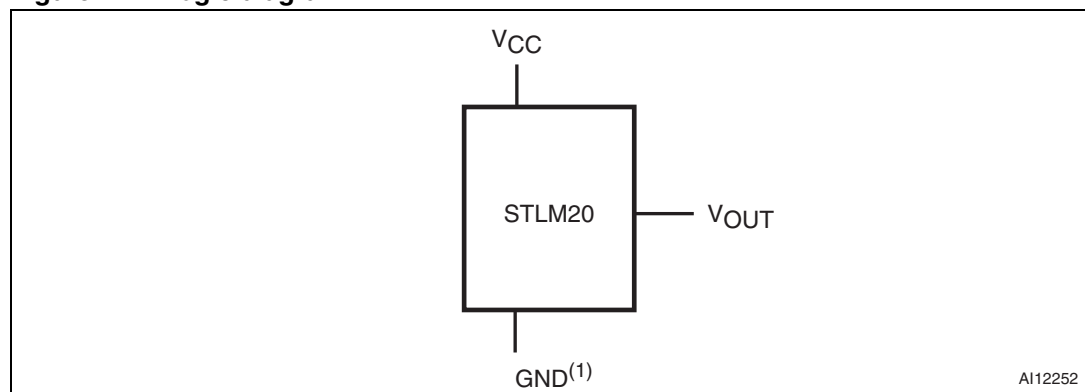 VCC
STLM20
VOUT
GND(1)
AI12252